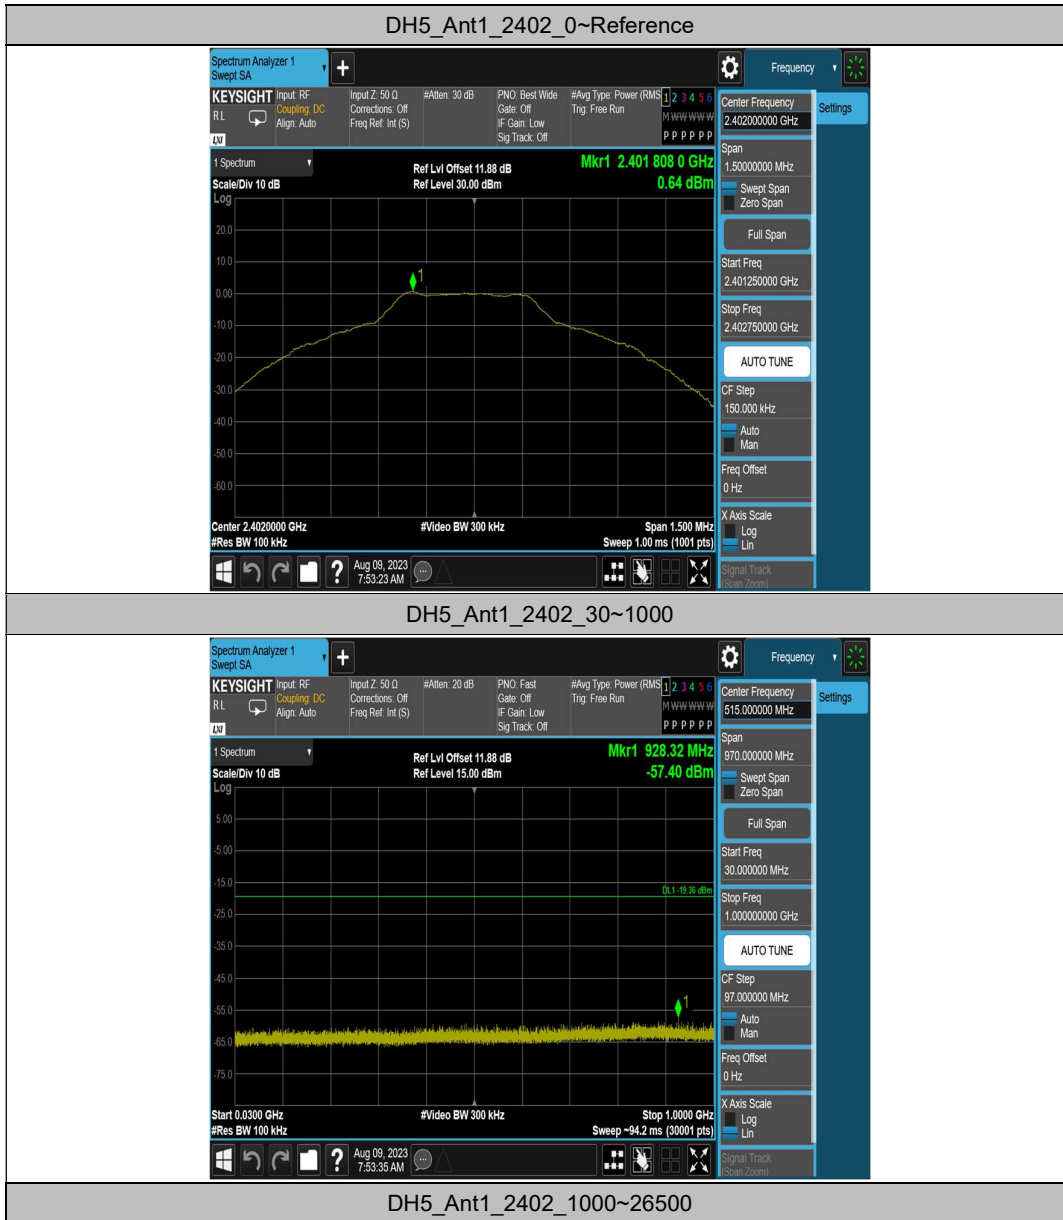 DH5_Ant1_2402_0~Reference
Spectrum Analyzer 1
Swept SA
Frequency
KEYSIGHT Input: RF Input Z: 50 Ω #Atten: 30 dB PNO: Best Wide #Avg Type: Power (RMS 1 2 3 4 5 6
RL Coupling: DC Corrections: Off Gate: Off Trig: Free Run M W W W W W
Align: Auto Freq Ref: Int (S) IF Gain: Low
LXI Sig Track: Off P P P P P P
Center Frequency
2.402000000 GHz
Settings
1 Spectrum
Scale/Div 10 dB
Ref Lvl Offset 11.88 dB
Ref Level 30.00 dBm
Mkr1 2.401 808 0 GHz
0.64 dBm
Log
20.0
10.0
0.00
-10.0
-20.0
-30.0
-40.0
-50.0
-60.0
1
Span
1.50000000 MHz
Swept Span
Zero Span
Full Span
Start Freq
2.401250000 GHz
Stop Freq
2.402750000 GHz
AUTO TUNE
CF Step
150.000 kHz
Auto
Man
Freq Offset
0 Hz
X Axis Scale
Log
Lin
Signal Track
(Span Zoom)
Center 2.4020000 GHz #Video BW 300 kHz Span 1.500 MHz
#Res BW 100 kHz Sweep 1.00 ms (1001 pts)
Aug 09, 2023
7:53:23 AM
DH5_Ant1_2402_30~1000
Spectrum Analyzer 1
Swept SA
Frequency
KEYSIGHT Input: RF Input Z: 50 Ω #Atten: 20 dB PNO: Fast #Avg Type: Power (RMS 1 2 3 4 5 6
RL Coupling: DC Corrections: Off Gate: Off Trig: Free Run M W W W W W
Align: Auto Freq Ref: Int (S) IF Gain: Low
LXI Sig Track: Off P P P P P P
Center Frequency
515.000000 MHz
Settings
1 Spectrum
Scale/Div 10 dB
Ref Lvl Offset 11.88 dB
Ref Level 15.00 dBm
Mkr1 928.32 MHz
-57.40 dBm
Log
5.00
-5.00
-15.0
-25.0
-35.0
-45.0
-55.0
-65.0
-75.0
DL1 -19.36 dBm
1
Span
970.000000 MHz
Swept Span
Zero Span
Full Span
Start Freq
30.000000 MHz
Stop Freq
1.000000000 GHz
AUTO TUNE
CF Step
97.000000 MHz
Auto
Man
Freq Offset
0 Hz
X Axis Scale
Log
Lin
Signal Track
(Span Zoom)
Start 0.0300 GHz #Video BW 300 kHz Stop 1.0000 GHz
#Res BW 100 kHz Sweep ~94.2 ms (30001 pts)
Aug 09, 2023
7:53:35 AM
DH5_Ant1_2402_1000~26500